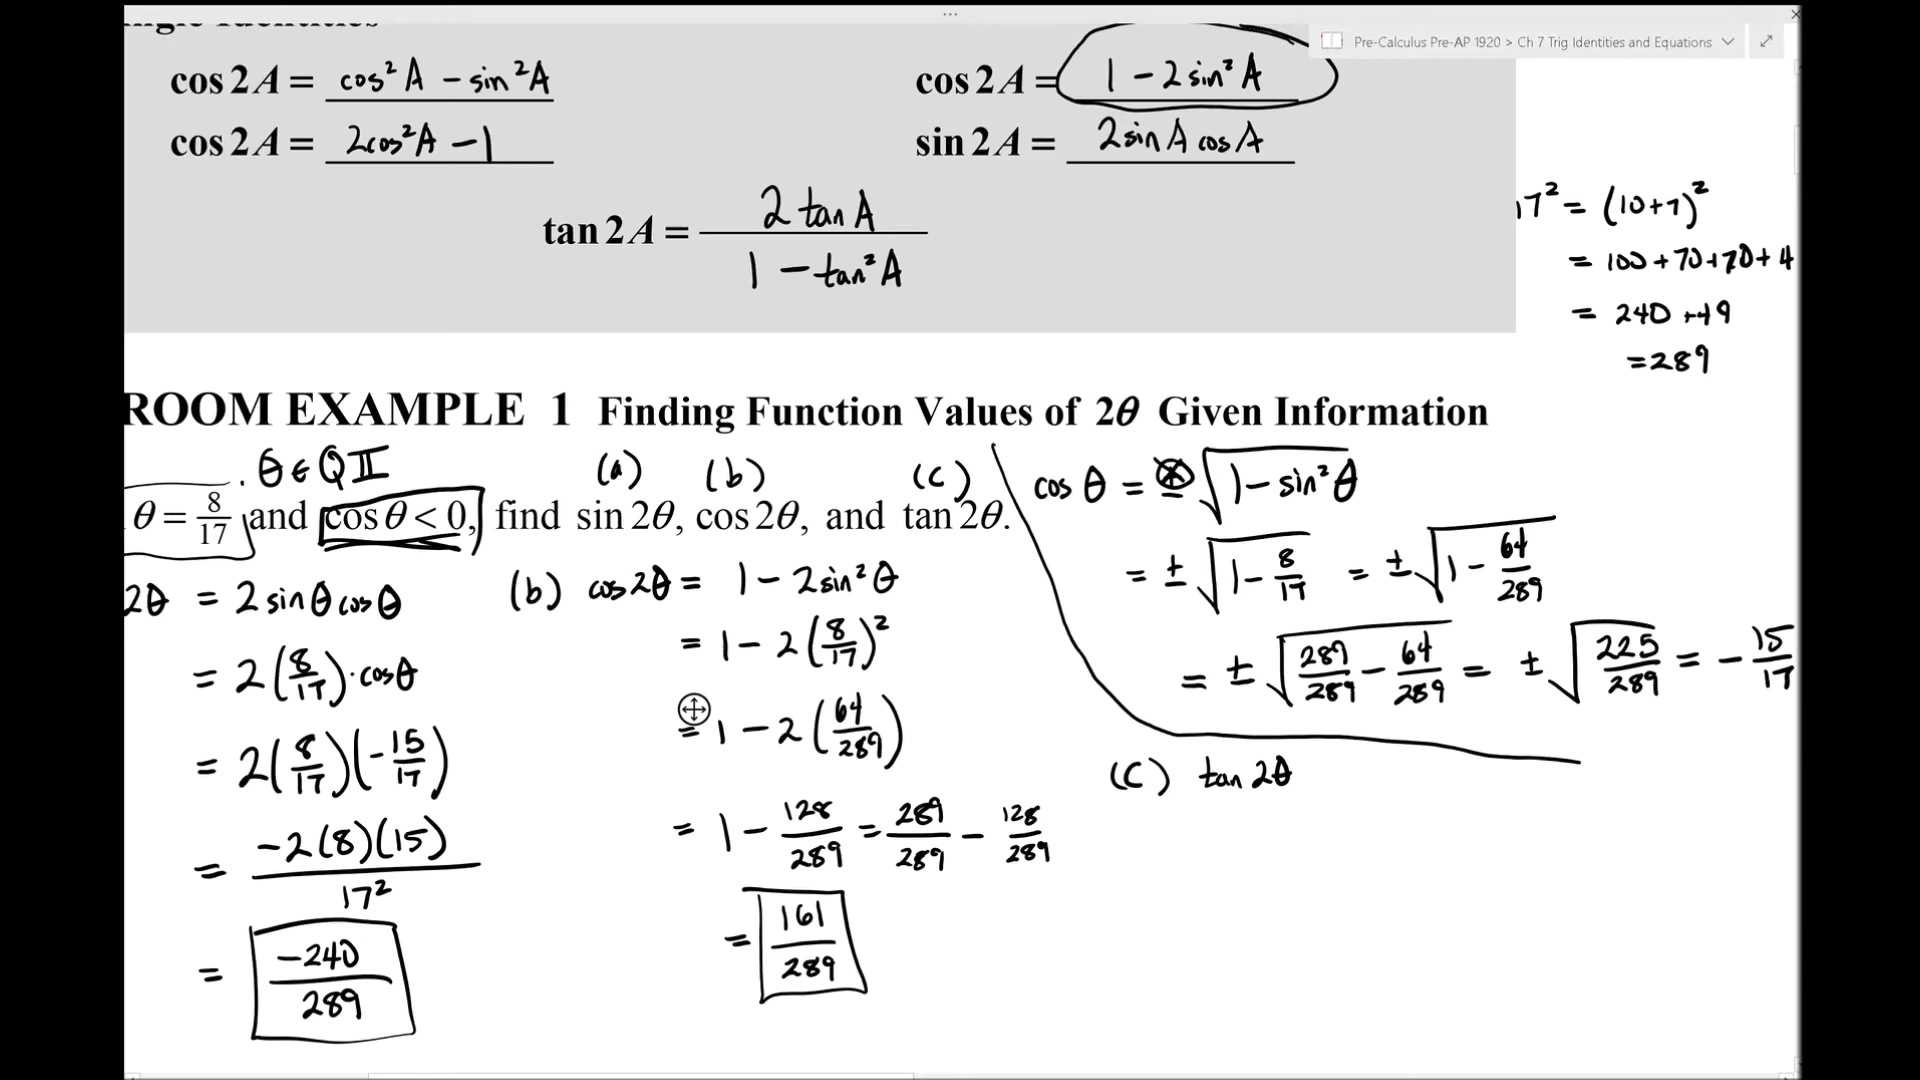 Pre-Calculus Pre-AP 1920 > Ch 7 Trig Identities and Equations
ngle Identities
cos 2A = cos²A − sin²A
cos 2A = 1 − 2sin²A
cos 2A = 2cos²A − 1
sin 2A = 2sin A cos A
tan 2A = 2 tan A / 1 − tan²A
17² = (10+7)²
= 100 + 70 + 70 + 4
= 240 + 49
= 289
ROOM EXAMPLE 1 Finding Function Values of 2θ Given Information
θ ∈ Q II (a) (b) (c)
θ = 8/17 and cos θ < 0, find sin 2θ, cos 2θ, and tan 2θ.
2θ = 2 sin θ cos θ
= 2(8/17)·cos θ
= 2(8/17)(−15/17)
= −2(8)(15) / 17²
= −240/289
(b) cos 2θ = 1 − 2sin²θ
= 1 − 2(8/17)²
= 1 − 2(64/289)
= 1 − 128/289 = 289/289 − 128/289
= 161/289
cos θ = ± √(1 − sin²θ)
= ± √(1 − 8/17) = ± √(1 − 64/289)
= ± √(289/289 − 64/289) = ± √(225/289) = −15/17
(C) tan 2θ